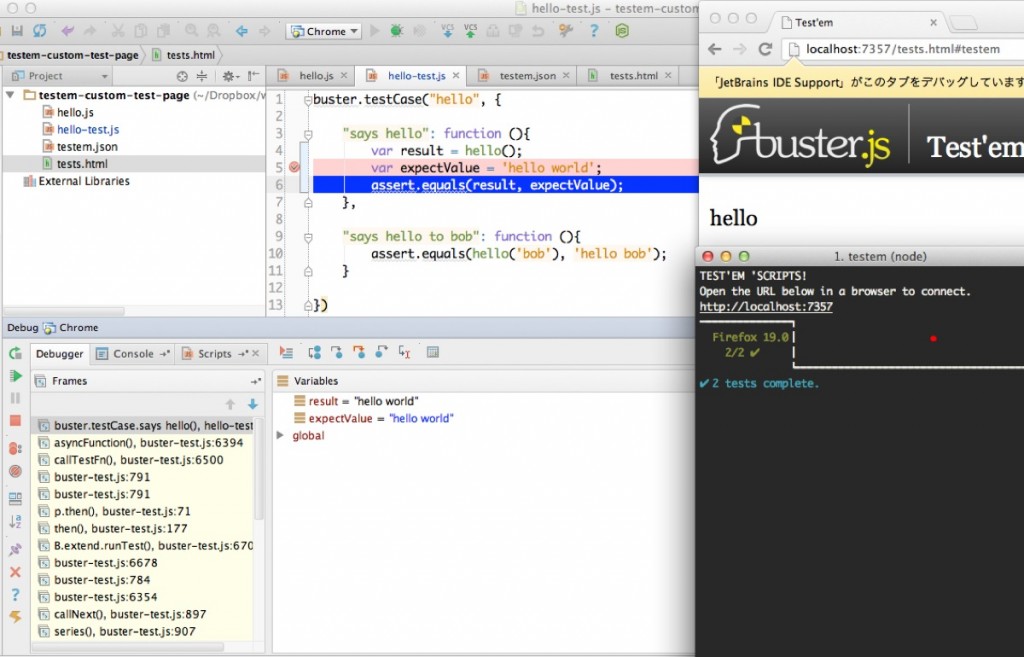 hello-test.js - testem-custom
Chrome
VCS
VCS
testem-custom-test-page
tests.html
Project
hello.js
hello-test.js
testem.json
tests.html
testem-custom-test-page (~/Dropbox/w
hello.js
hello-test.js
testem.json
tests.html
External Libraries
1 buster.testCase("hello", {
2
3 "says hello": function (){
4 var result = hello();
5 var expectValue = 'hello world';
6 assert.equals(result, expectValue);
7 },
8
9 "says hello to bob": function (){
10 assert.equals(hello('bob'), 'hello bob');
11 }
12
13 })
Debug Chrome
Debugger
Console
Scripts
Frames
buster.testCase.says hello(), hello-test
asyncFunction(), buster-test.js:6394
callTestFn(), buster-test.js:6500
buster-test.js:791
buster-test.js:791
p.then(), buster-test.js:71
then(), buster-test.js:177
B.extend.runTest(), buster-test.js:670
buster-test.js:6678
buster-test.js:784
buster-test.js:6354
callNext(), buster-test.js:897
series(), buster-test.js:907
Variables
result = "hello world"
expectValue = "hello world"
global
Test'em
localhost:7357/tests.html#testem
「JetBrains IDE Support」がこのタブをデバッグしています
buster.js
Test'em
hello
1. testem (node)
TEST'EM 'SCRIPTS!
Open the URL below in a browser to connect.
http://localhost:7357
Firefox 19.0
2/2 ✔
✔ 2 tests complete.